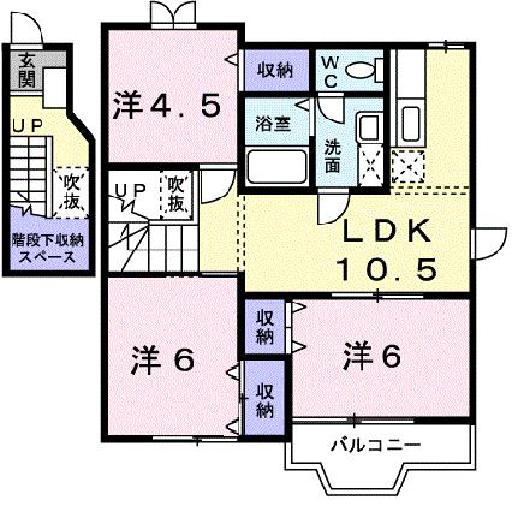 玄関
UP
吹抜
階段下収納
スペース
洋4.5
収納
WC
浴室
洗面
UP
吹抜
LDK
10.5
洋6
収納
収納
洋6
バルコニー